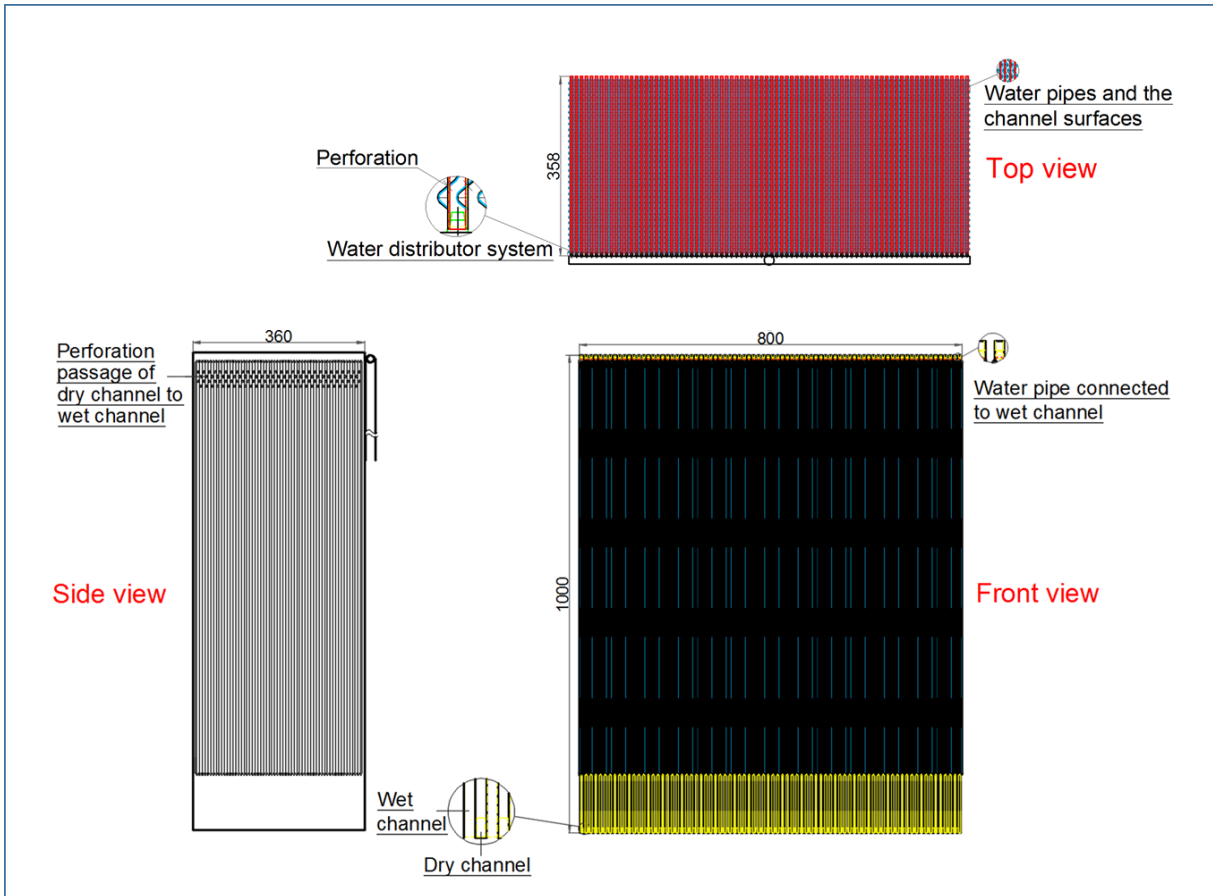 Water pipes and the
channel surfaces
Top view
358
Perforation
Water distributor system
360
Perforation
passage of
dry channel to
wet channel
Side view
800
Water pipe connected
to wet channel
1000
Front view
Wet
channel
Dry channel